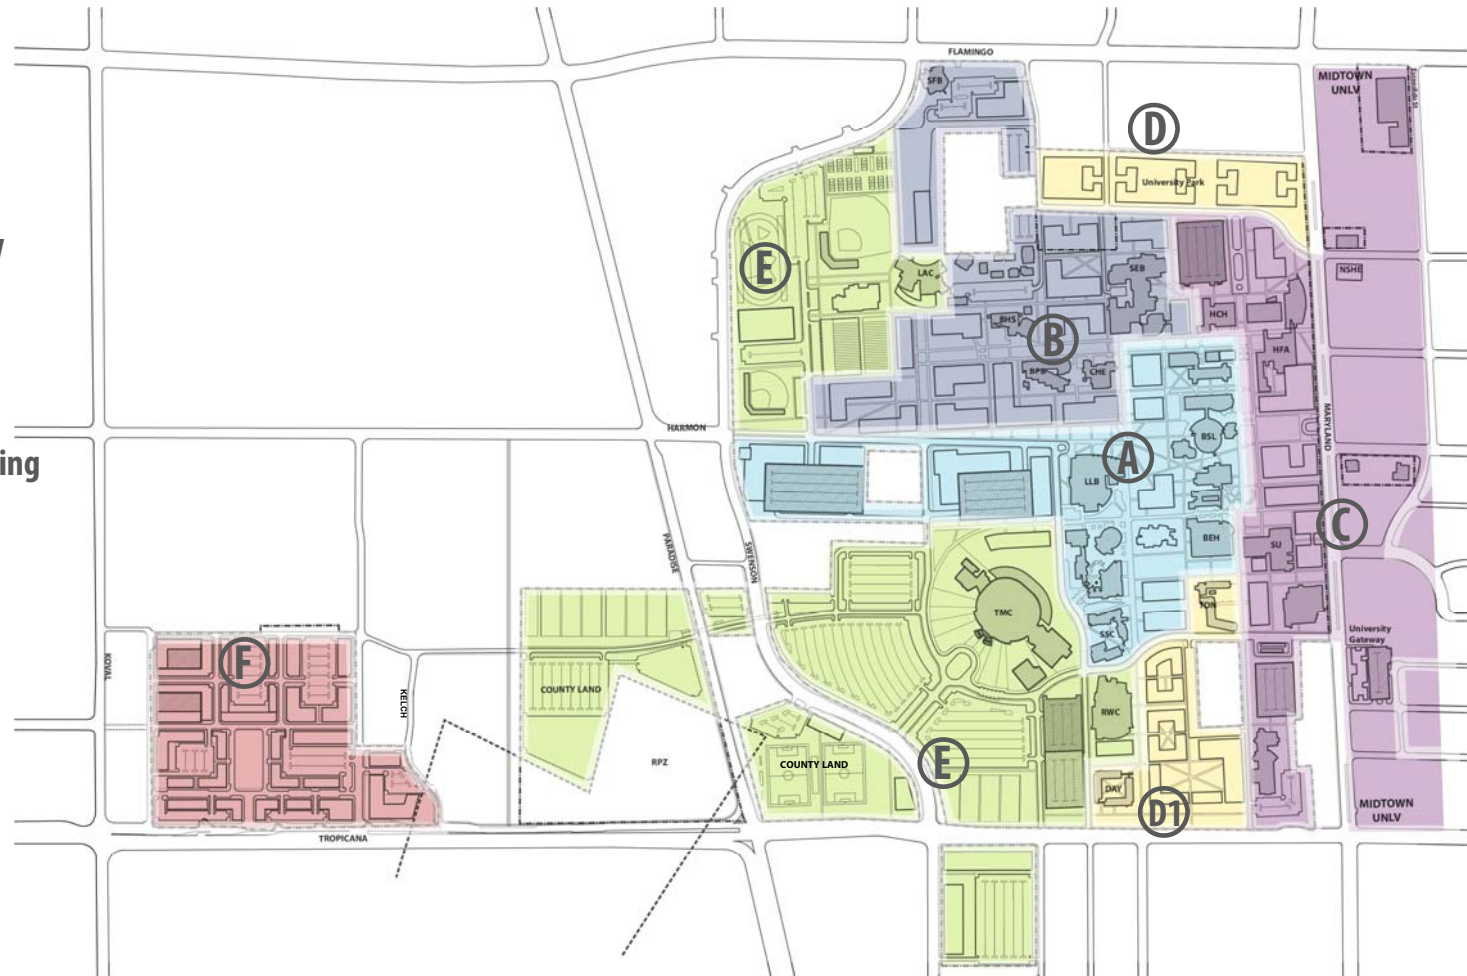 FLAMINGO
SFB
MIDTOWN
UNLV
D
University Park
y
E
LAC
SEB
NSHE
BHS
HCH
B
HFA
BPB
CHE
HARMON
MARYLAND
BSL
A
ing
LLB
C
PARADISE
SWENSON
BEH
SU
TMC
TON
SSC
University
Gateway
KOVAL
F
KELCH
COUNTY LAND
RWC
RPZ
COUNTY LAND
E
DAY
D1
MIDTOWN
UNLV
TROPICANA